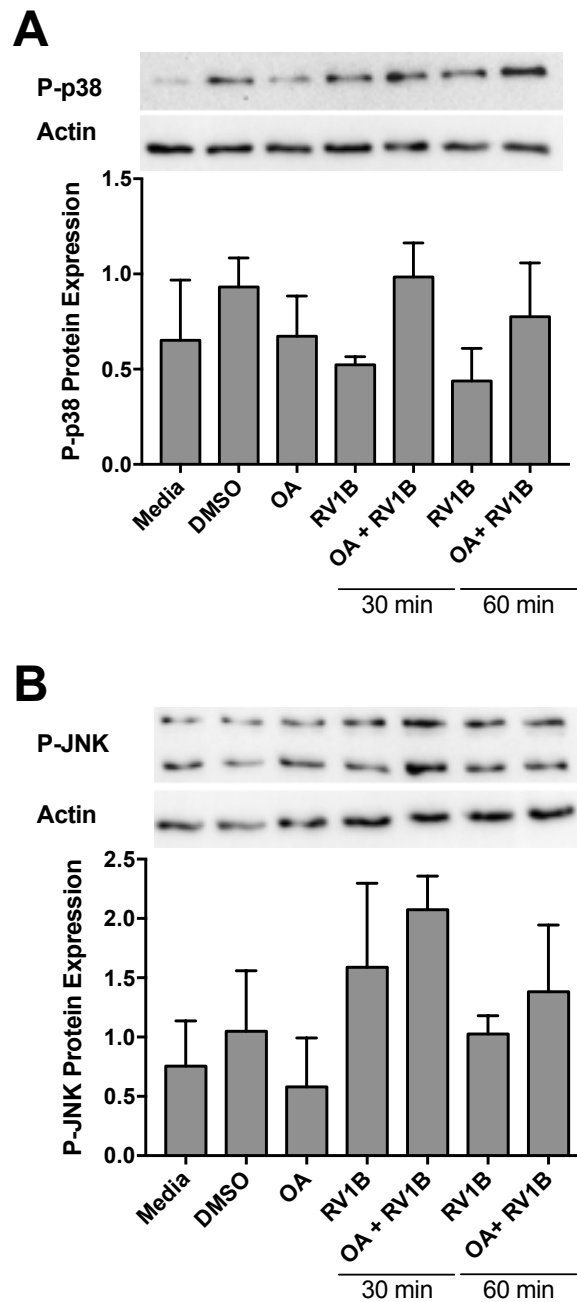 A
P-p38
Actin
P-p38 Protein Expression
1.5
1.0
0.5
0.0
Media
DMSO
OA
RV1B
OA + RV1B
RV1B
OA+ RV1B
30 min
60 min
B
P-JNK
Actin
P-JNK Protein Expression
2.5
2.0
1.5
1.0
0.5
0.0
Media
DMSO
OA
RV1B
OA + RV1B
RV1B
OA+ RV1B
30 min
60 min